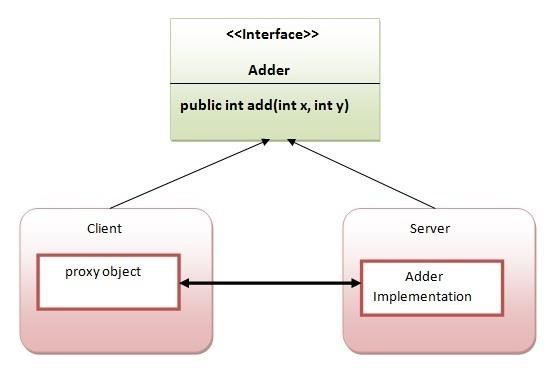 <<Interface>>
Adder
public int add(int x, int y)
Client
Server
proxy object
Adder
Implementation